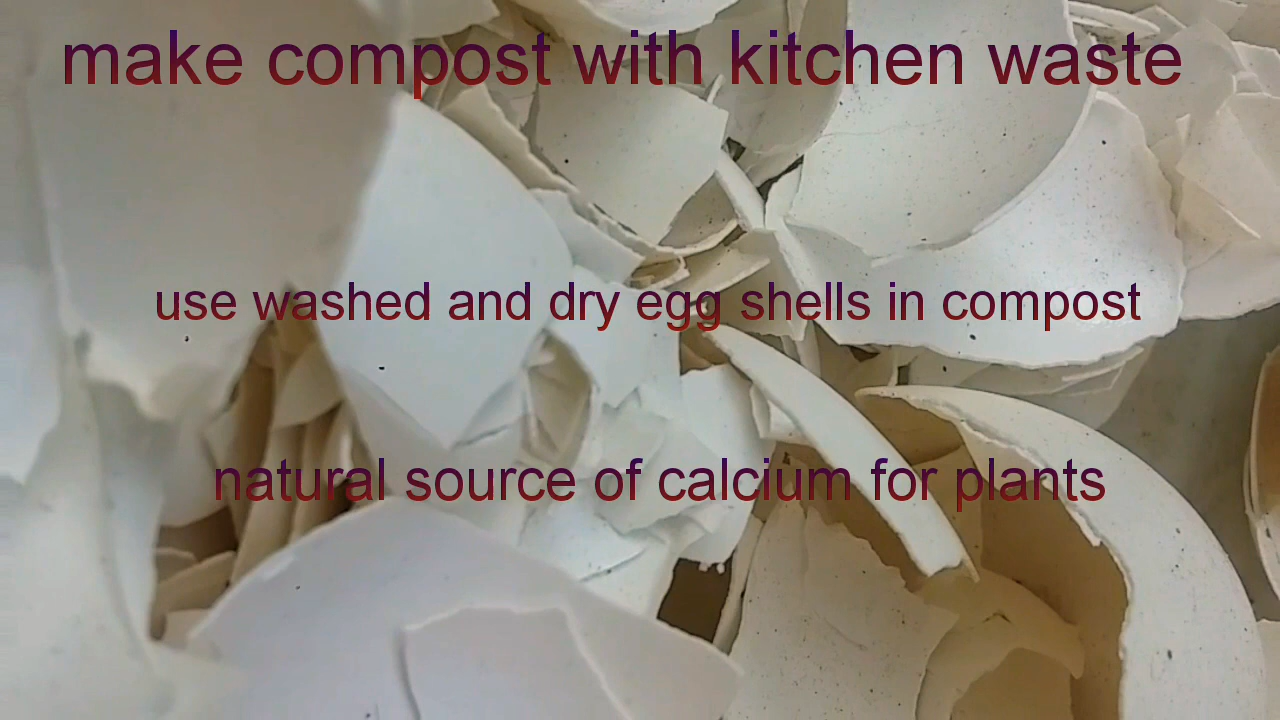 make compost with kitchen waste
use washed and dry egg shells in compost
natural source of calcium for plants